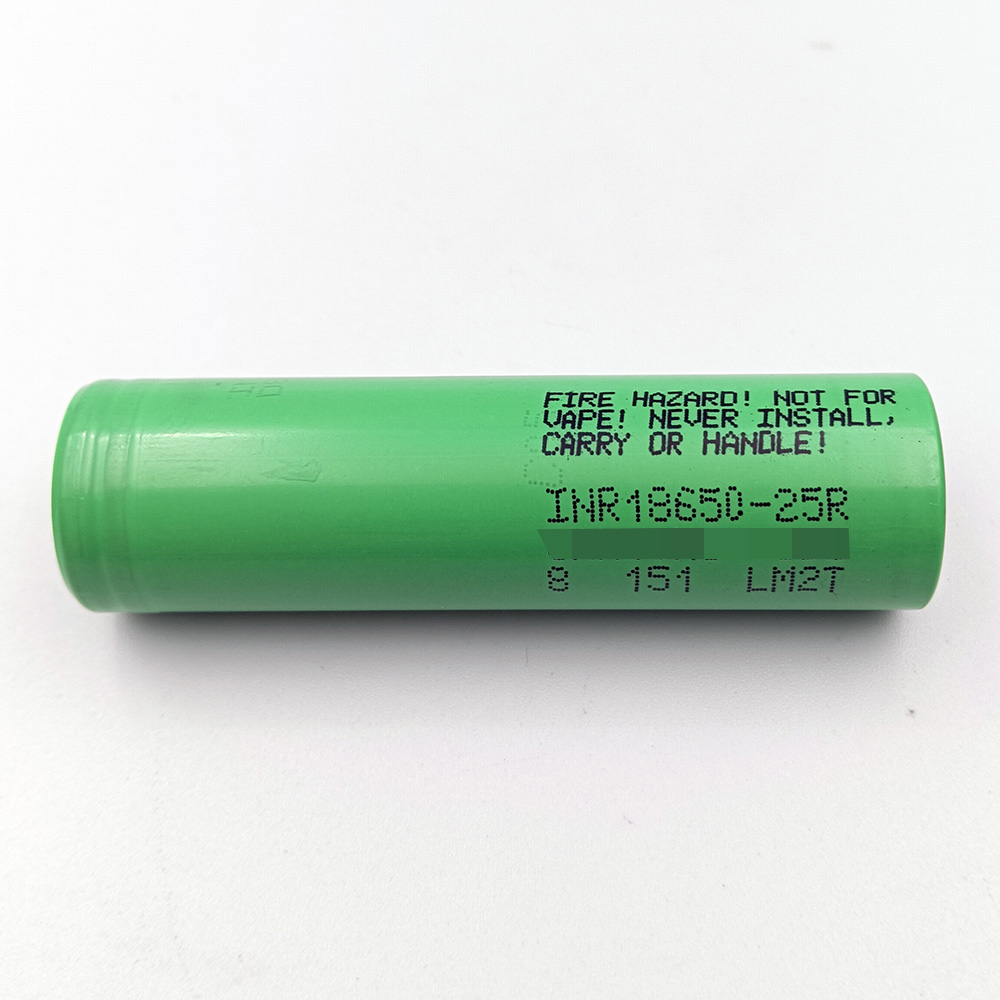 FIRE HAZARD! NOT FOR
VAPE! NEVER INSTALL,
CARRY OR HANDLE!
INR18650-25R
8 151 LM2T